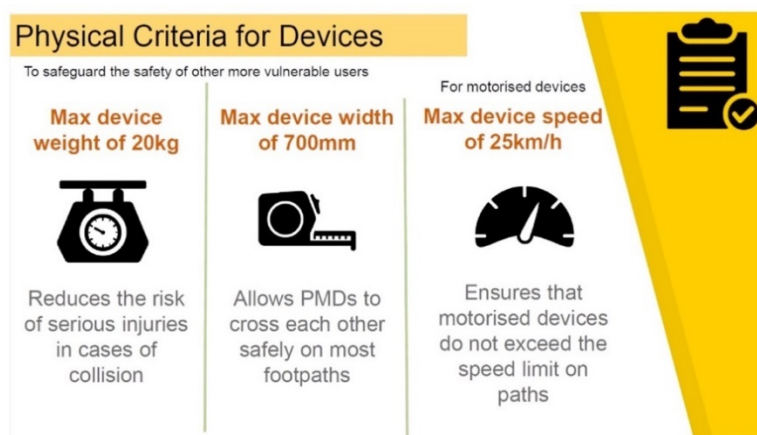 Physical Criteria for Devices
To safeguard the safety of other more vulnerable users
Max device
weight of 20kg
Reduces the risk
of serious injuries
in cases of
collision
Max device width
of 700mm
Allows PMDs to
cross each other
safely on most
footpaths
For motorised devices
Max device speed
of 25km/h
Ensures that
motorised devices
do not exceed the
speed limit on
paths